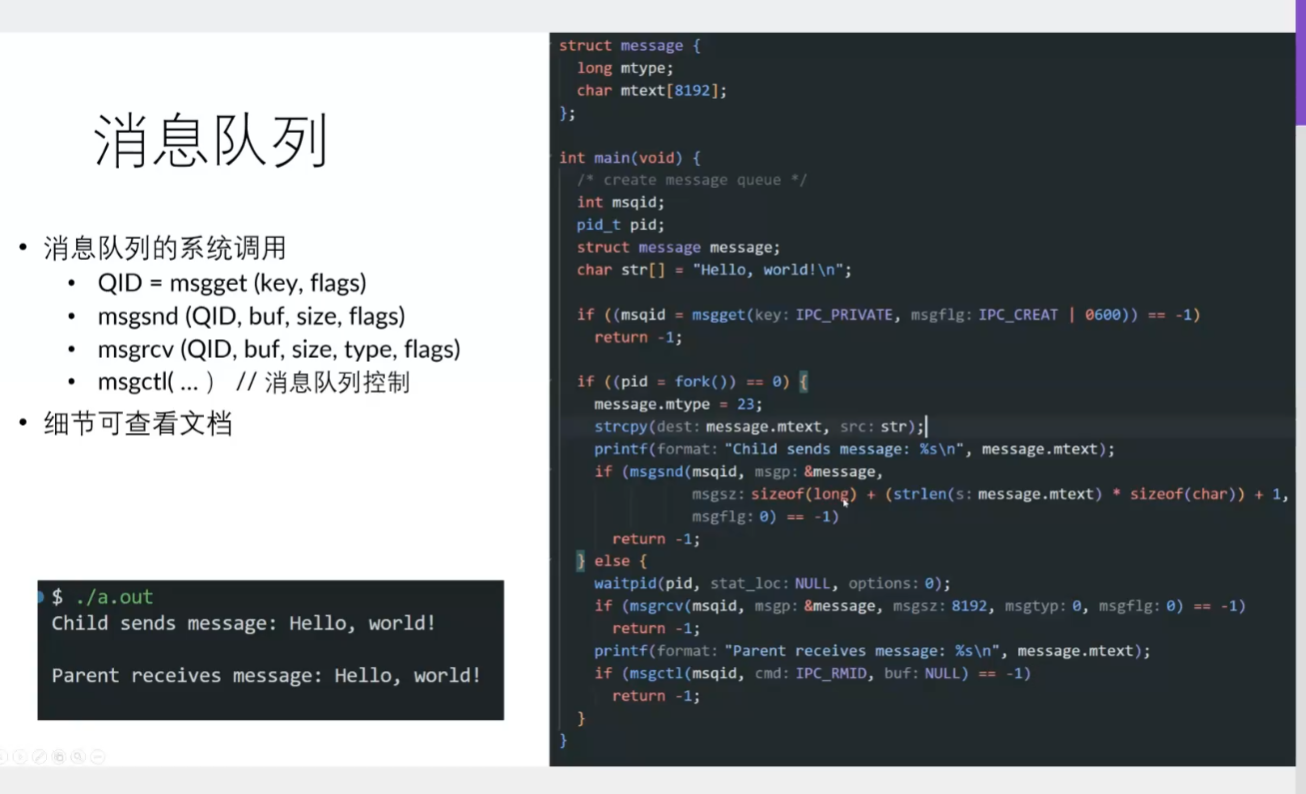 消息队列
• 消息队列的系统调用
• QID = msgget (key, flags)
• msgsnd (QID, buf, size, flags)
• msgrcv (QID, buf, size, type, flags)
• msgctl( ... ） // 消息队列控制
• 细节可查看文档
$ ./a.out
Child sends message: Hello, world!
Parent receives message: Hello, world!
struct message {
  long mtype;
  char mtext[8192];
};
int main(void) {
  /* create message queue */
  int msqid;
  pid_t pid;
  struct message message;
  char str[] = "Hello, world!\n";
  if ((msqid = msgget(key: IPC_PRIVATE, msgflg: IPC_CREAT | 0600)) == -1)
    return -1;
  if ((pid = fork()) == 0) {
    message.mtype = 23;
    strcpy(dest: message.mtext, src: str);
    printf(format: "Child sends message: %s\n", message.mtext);
    if (msgsnd(msqid, msgp: &message,
               msgsz: sizeof(long) + (strlen(s: message.mtext) * sizeof(char)) + 1,
               msgflg: 0) == -1)
      return -1;
  } else {
    waitpid(pid, stat_loc: NULL, options: 0);
    if (msgrcv(msqid, msgp: &message, msgsz: 8192, msgtyp: 0, msgflg: 0) == -1)
      return -1;
    printf(format: "Parent receives message: %s\n", message.mtext);
    if (msgctl(msqid, cmd: IPC_RMID, buf: NULL) == -1)
      return -1;
  }
}